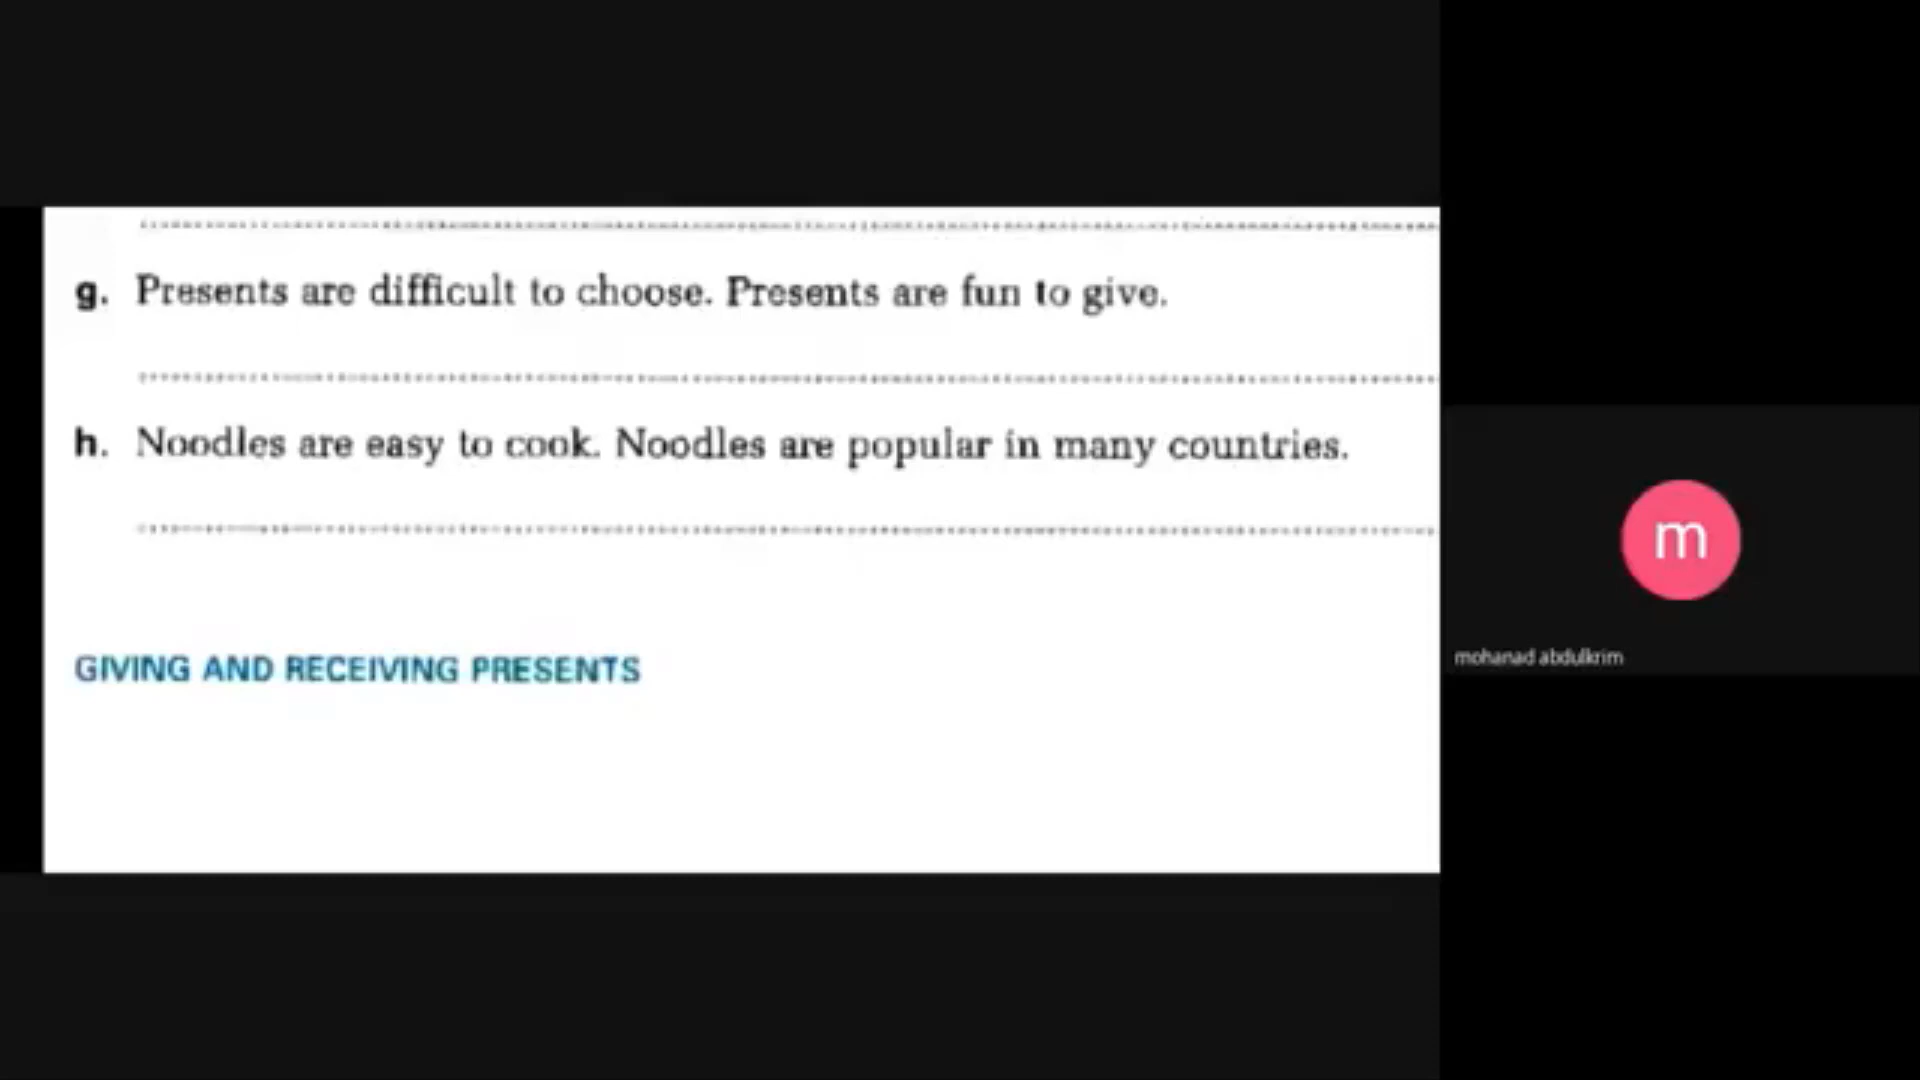 g. Presents are difficult to choose. Presents are fun to give.
h. Noodles are easy to cook. Noodles are popular in many countries.
GIVING AND RECEIVING PRESENTS
m
mohanad abdulkrim